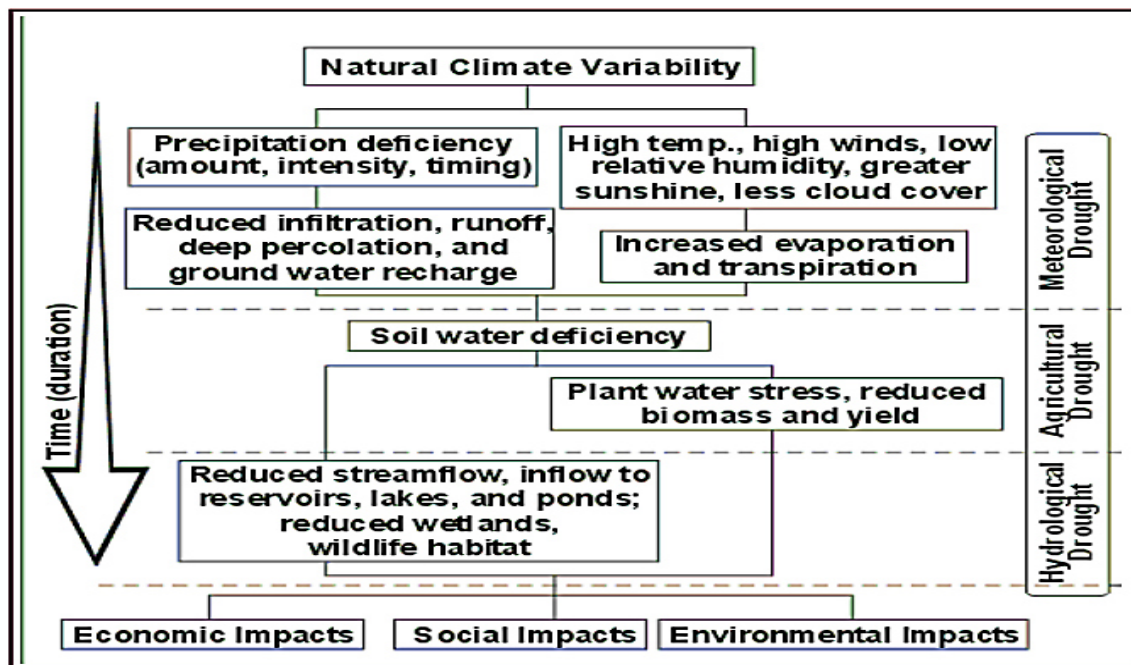 Natural Climate Variability
Precipitation deficiency
(amount, intensity, timing)
High temp., high winds, low
relative humidity, greater
sunshine, less cloud cover
Reduced infiltration, runoff,
deep percolation, and
ground water recharge
Increased evaporation
and transpiration
Meteorological
Drought
Soil water deficiency
Plant water stress, reduced
biomass and yield
Agricultural
Drought
Time (duration)
Reduced streamflow, inflow to
reservoirs, lakes, and ponds;
reduced wetlands,
wildlife habitat
Hydrological
Drought
Economic Impacts
Social Impacts
Environmental Impacts